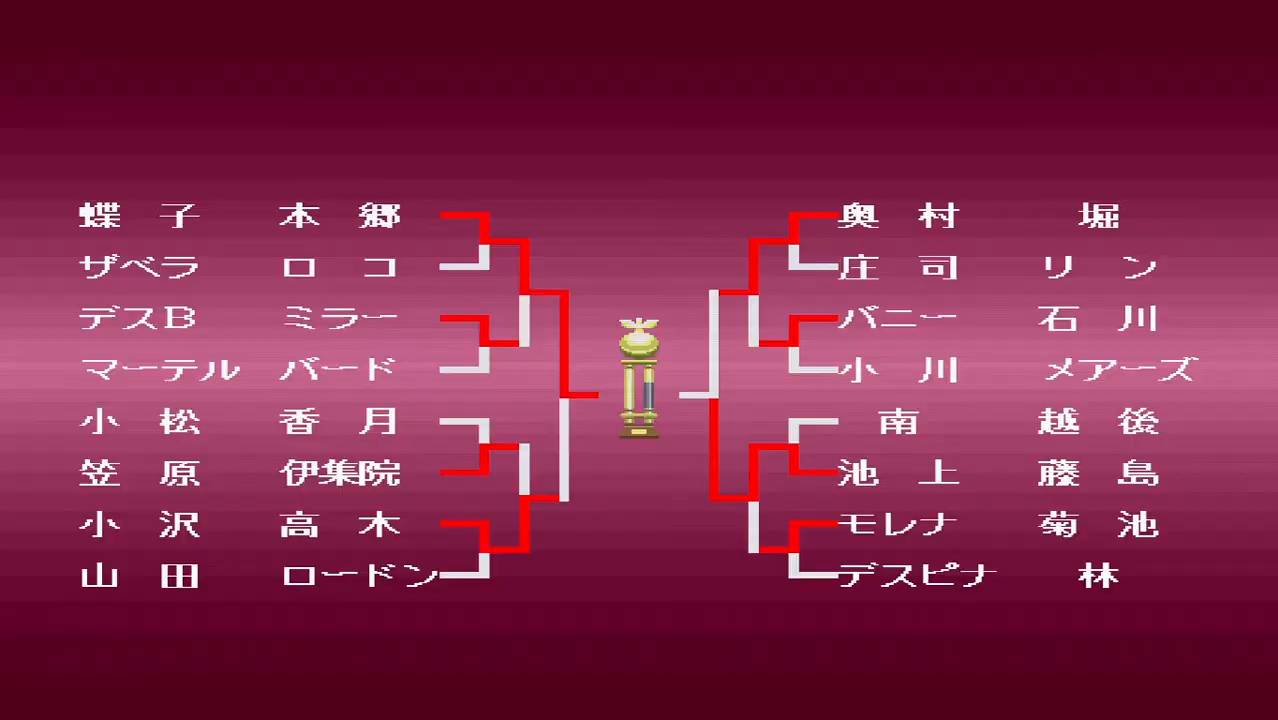 蝶子 本郷
ザベラ ロコ
デスB ミラー
マーテル バード
小松 香月
笠原 伊集院
小沢 高木
山田 ロードン
奥村 堀
庄司 リン
バニー 石川
小川 メアーズ
南 越後
池上 藤島
モレナ 菊池
デスピナ 林